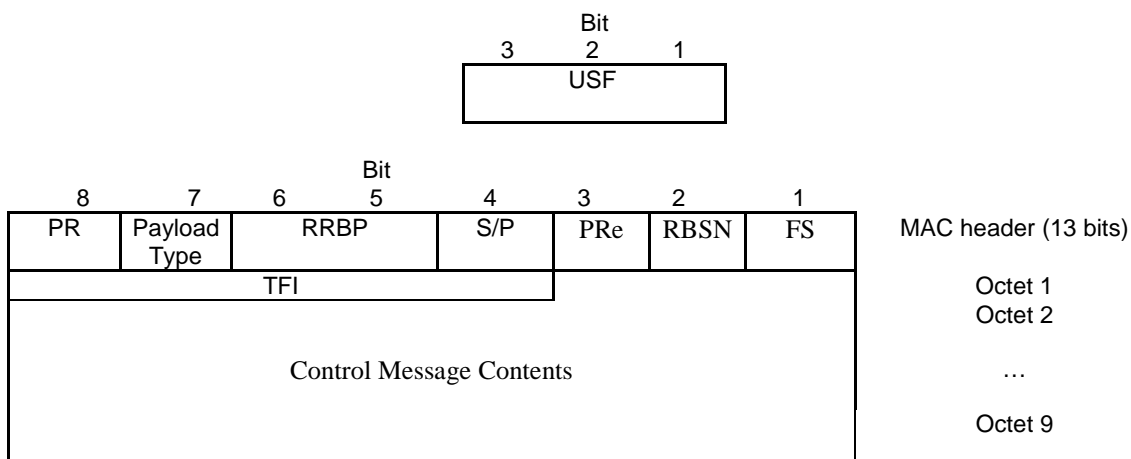 Bit
3 2 1
USF
Bit
8 7 6 5 4 3 2 1
PR Payload Type RRBP S/P PRe RBSN FS MAC header (13 bits)
TFI Octet 1
Octet 2
Control Message Contents …
Octet 9